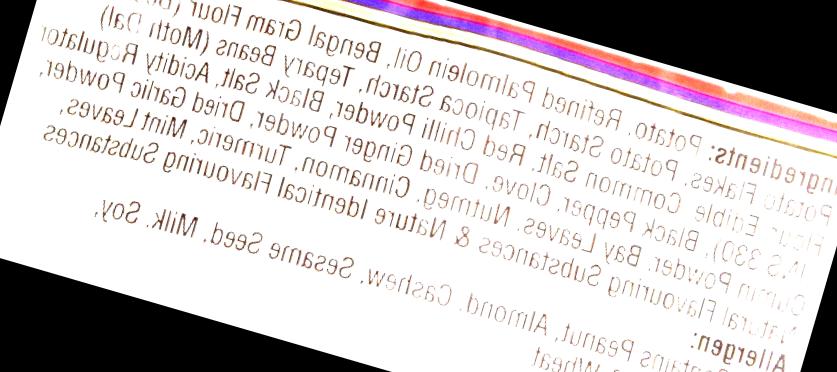 Ingredients: Potato, Refined Palmolein Oil, Bengal Gram Flour
Potato Flakes, Potato Starch, Tapioca Starch, Tepary Beans (Moth Dal)
Flour, Edible Common Salt, Red Chilli Powder, Black Salt, Acidity Regulator
(INS 330), Black Pepper, Clove, Dried Ginger Powder, Dried Garlic Powder,
Cumin Powder, Bay Leaves, Nutmeg, Cinnamon, Turmeric, Mint Leaves,
Natural Flavouring Substances & Nature Identical Flavouring Substances
Allergen:
Contains Peanut, Almond, Cashew, Sesame Seed, Milk, Soy,
Wheat